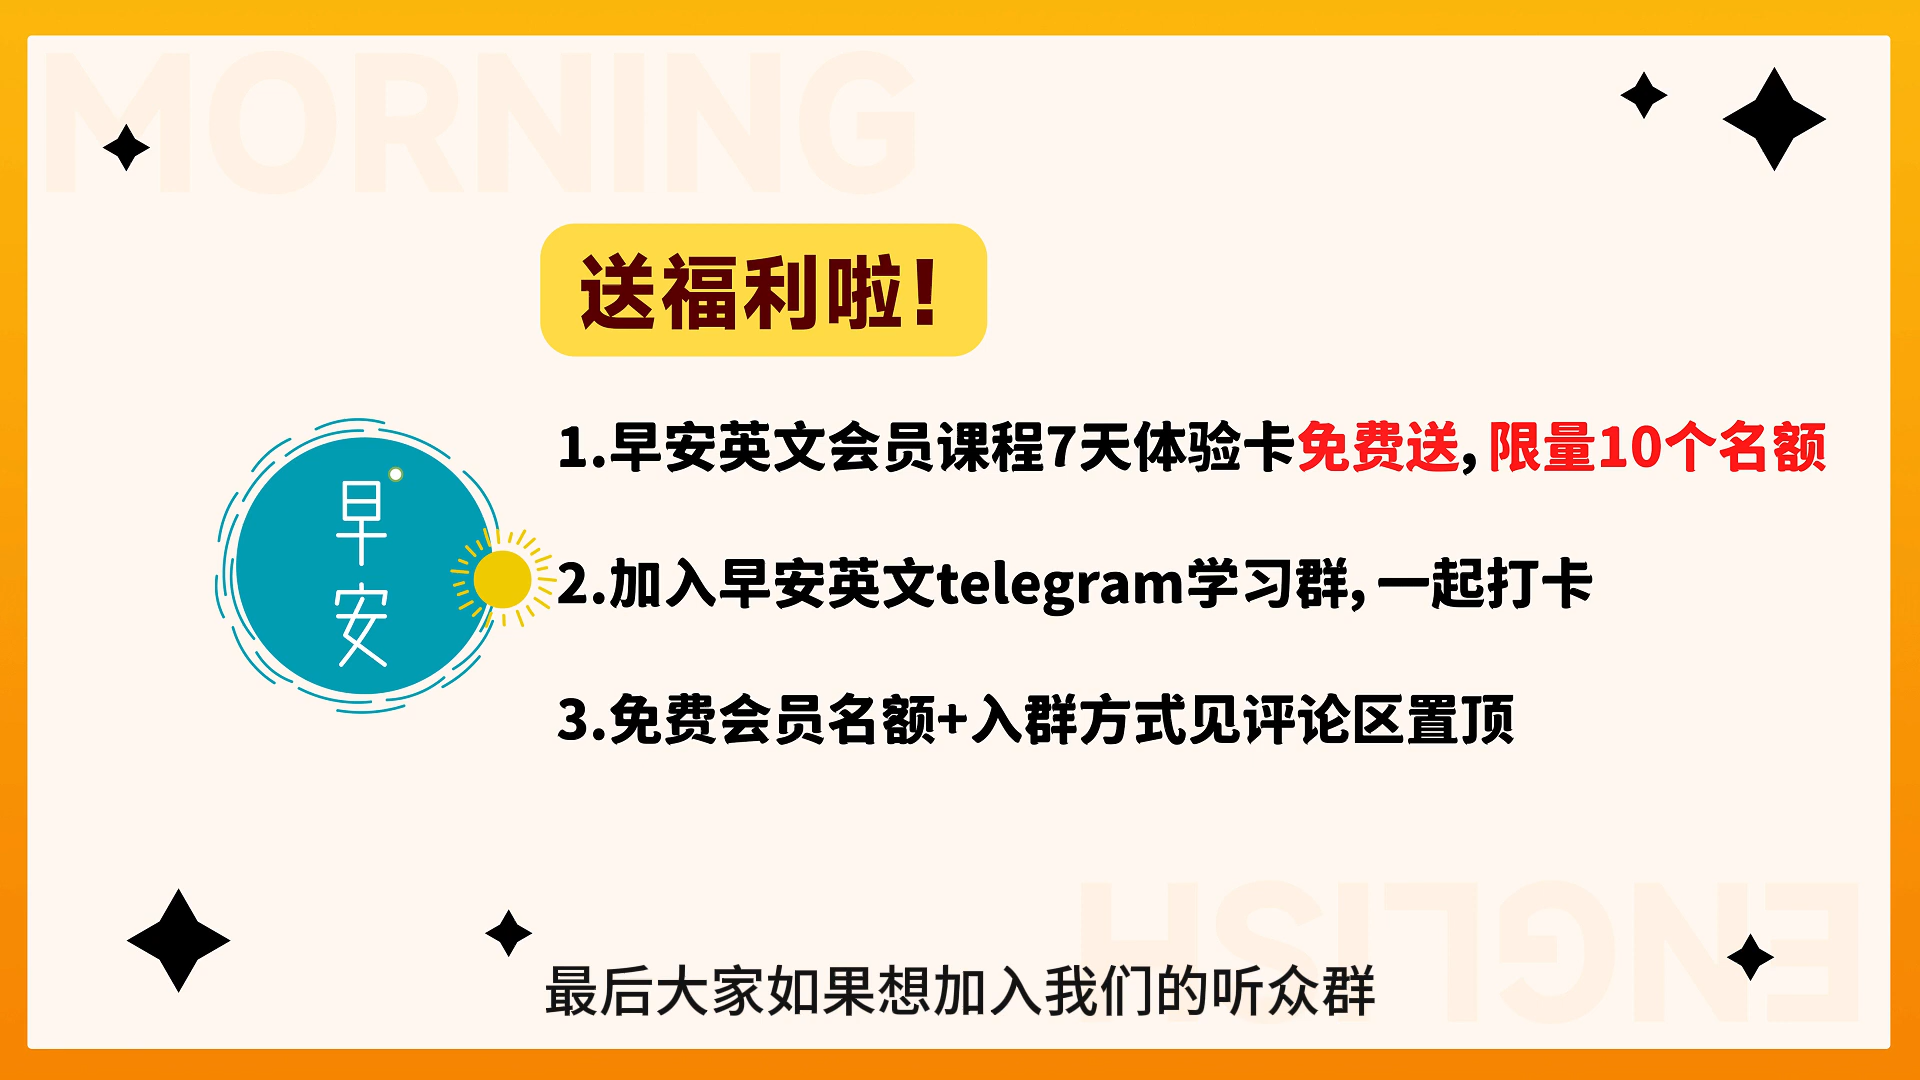 MORNING
送福利啦!
早安
1.早安英文会员课程7天体验卡免费送, 限量10个名额
2.加入早安英文telegram学习群, 一起打卡
3.免费会员名额+入群方式见评论区置顶
ENGLISH
最后大家如果想加入我们的听众群